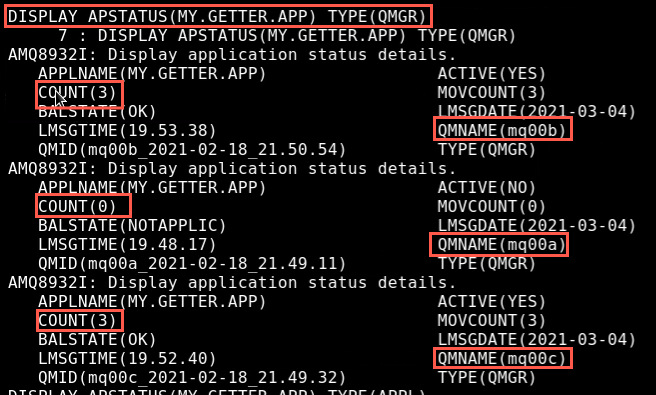 DISPLAY APSTATUS(MY.GETTER.APP) TYPE(QMGR)
7 : DISPLAY APSTATUS(MY.GETTER.APP) TYPE(QMGR)
AMQ8932I: Display application status details.
APPLNAME(MY.GETTER.APP) ACTIVE(YES)
COUNT(3) MOVCOUNT(3)
BALSTATE(OK) LMSGDATE(2021-03-04)
LMSGTIME(19.53.38) QMNAME(mq00b)
QMID(mq00b_2021-02-18_21.50.54) TYPE(QMGR)
AMQ8932I: Display application status details.
APPLNAME(MY.GETTER.APP) ACTIVE(NO)
COUNT(0) MOVCOUNT(0)
BALSTATE(NOTAPPLIC) LMSGDATE(2021-03-04)
LMSGTIME(19.48.17) QMNAME(mq00a)
QMID(mq00a_2021-02-18_21.49.11) TYPE(QMGR)
AMQ8932I: Display application status details.
APPLNAME(MY.GETTER.APP) ACTIVE(YES)
COUNT(3) MOVCOUNT(3)
BALSTATE(OK) LMSGDATE(2021-03-04)
LMSGTIME(19.52.40) QMNAME(mq00c)
QMID(mq00c_2021-02-18_21.49.32) TYPE(QMGR)
DISPLAY APSTATUS(MY.GETTER.APP) TYPE(APPL)